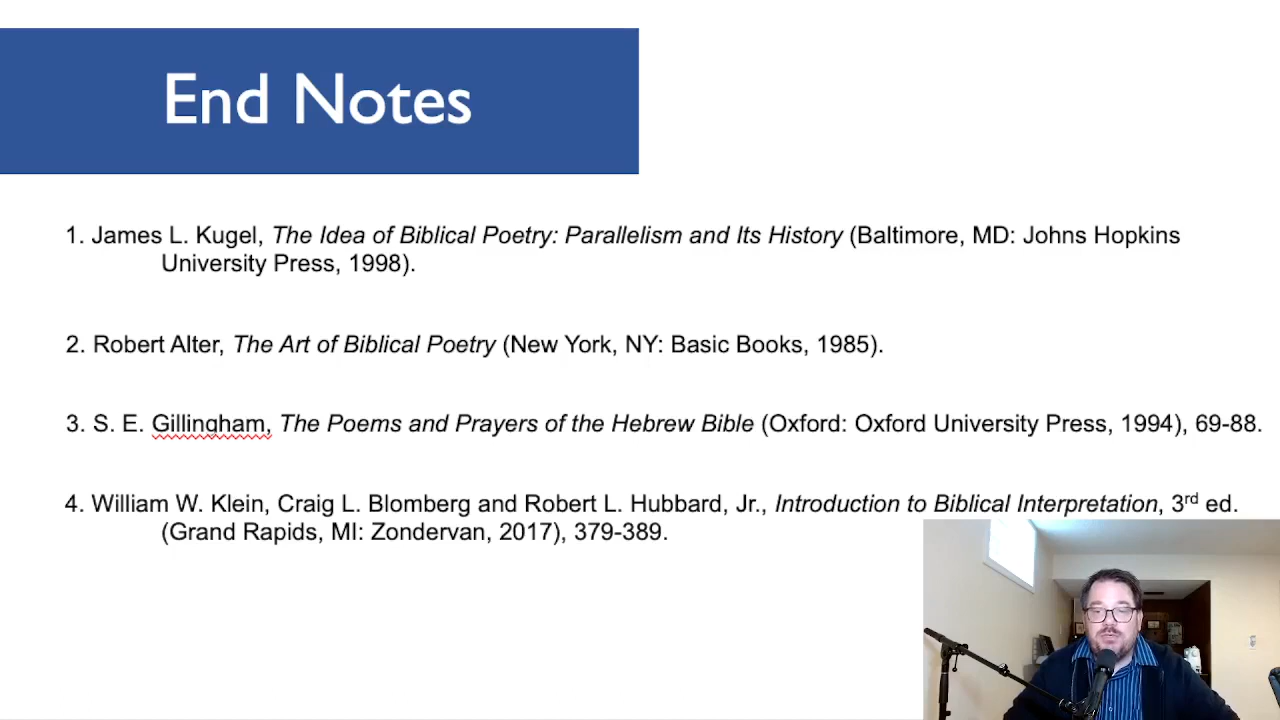 End Notes
1. James L. Kugel, The Idea of Biblical Poetry: Parallelism and Its History (Baltimore, MD: Johns Hopkins
University Press, 1998).
2. Robert Alter, The Art of Biblical Poetry (New York, NY: Basic Books, 1985).
3. S. E. Gillingham, The Poems and Prayers of the Hebrew Bible (Oxford: Oxford University Press, 1994), 69-88.
4. William W. Klein, Craig L. Blomberg and Robert L. Hubbard, Jr., Introduction to Biblical Interpretation, 3rd ed.
(Grand Rapids, MI: Zondervan, 2017), 379-389.